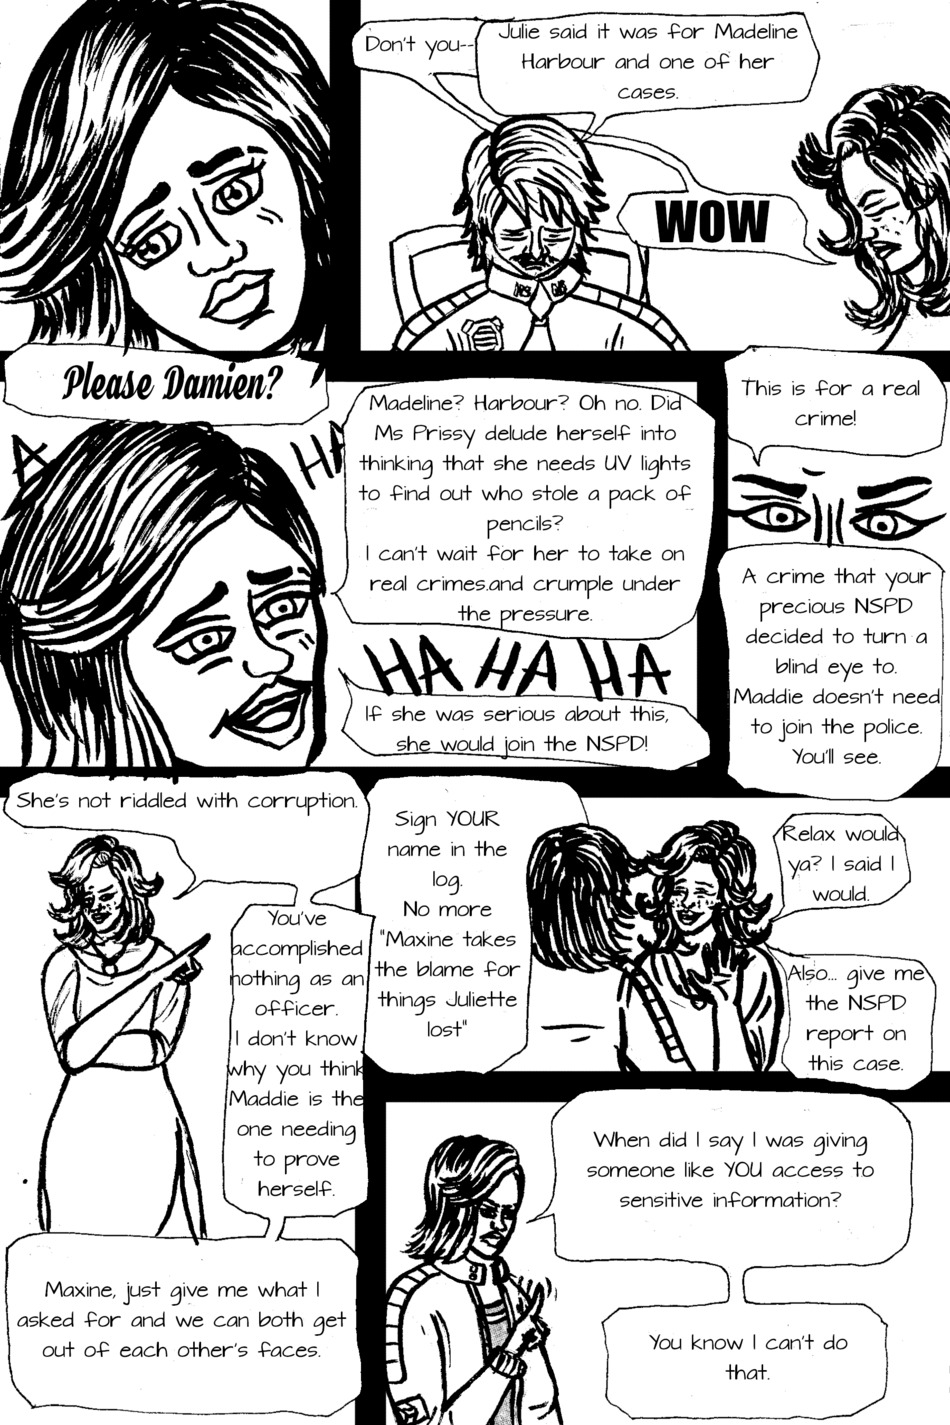 Don't you--
Julie said it was for Madeline
Harbour and one of her
cases.
WOW
Please Damien?
A
HA
Madeline? Harbour? Oh no. Did
Ms Prissy delude herself into
thinking that she needs UV lights
to find out who stole a pack of
pencils?
I can't wait for her to take on
real crimes.and crumple under
the pressure.
HA HA HA
If she was serious about this,
she would join the NSPD!
This is for a real
crime!
A crime that your
precious NSPD
decided to turn a
blind eye to.
Maddie doesn't need
to join the police.
You'll see.
She's not riddled with corruption.
You've
accomplished
nothing as an
officer.
I don't know
why you think
Maddie is the
one needing
to prove
herself.
Maxine, just give me what I
asked for and we can both get
out of each other's faces.
Sign YOUR
name in the
log.
No more
"Maxine takes
the blame for
things Juliette
lost"
Relax would
ya? I said I
would.
Also... give me
the NSPD
report on
this case.
When did I say I was giving
someone like YOU access to
sensitive information?
You know I can't do
that.